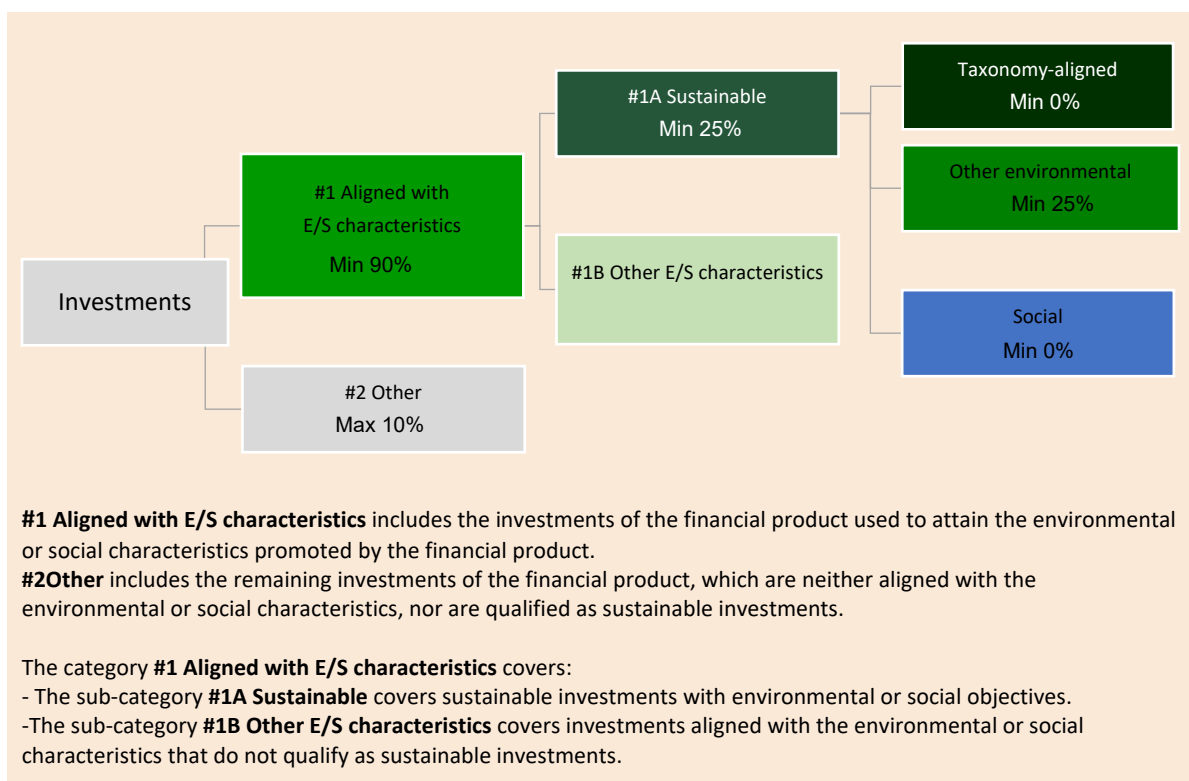 Investments
#1 Aligned with
E/S characteristics
Min 90%
#2 Other
Max 10%
#1A Sustainable
Min 25%
#1B Other E/S characteristics
Taxonomy-aligned
Min 0%
Other environmental
Min 25%
Social
Min 0%
#1 Aligned with E/S characteristics includes the investments of the financial product used to attain the environmental
or social characteristics promoted by the financial product.
#2Other includes the remaining investments of the financial product, which are neither aligned with the
environmental or social characteristics, nor are qualified as sustainable investments.
The category #1 Aligned with E/S characteristics covers:
- The sub-category #1A Sustainable covers sustainable investments with environmental or social objectives.
-The sub-category #1B Other E/S characteristics covers investments aligned with the environmental or social
characteristics that do not qualify as sustainable investments.